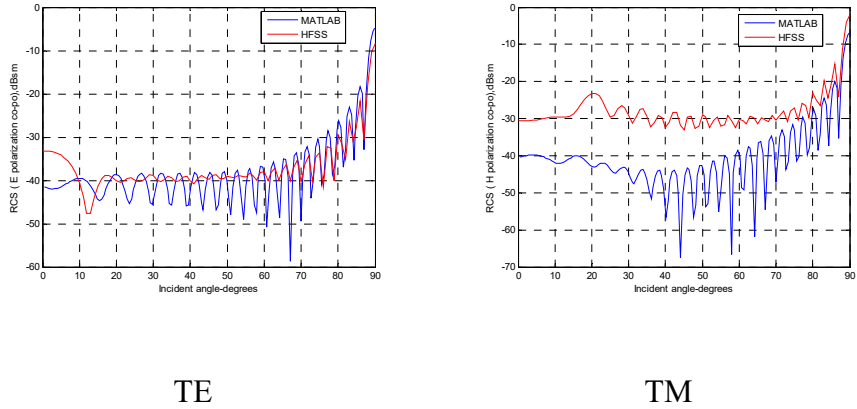 MATLAB
HFSS
0
-10
-20
-30
-40
-50
-60
RCS ( E polarization co-pol),dBsm
0 10 20 30 40 50 60 70 80 90
Incident angle-degrees
MATLAB
HFSS
0
-10
-20
-30
-40
-50
-60
-70
RCS ( H polarization co-pol),dBsm
0 10 20 30 40 50 60 70 80 90
Incident angle-degrees
TE
TM